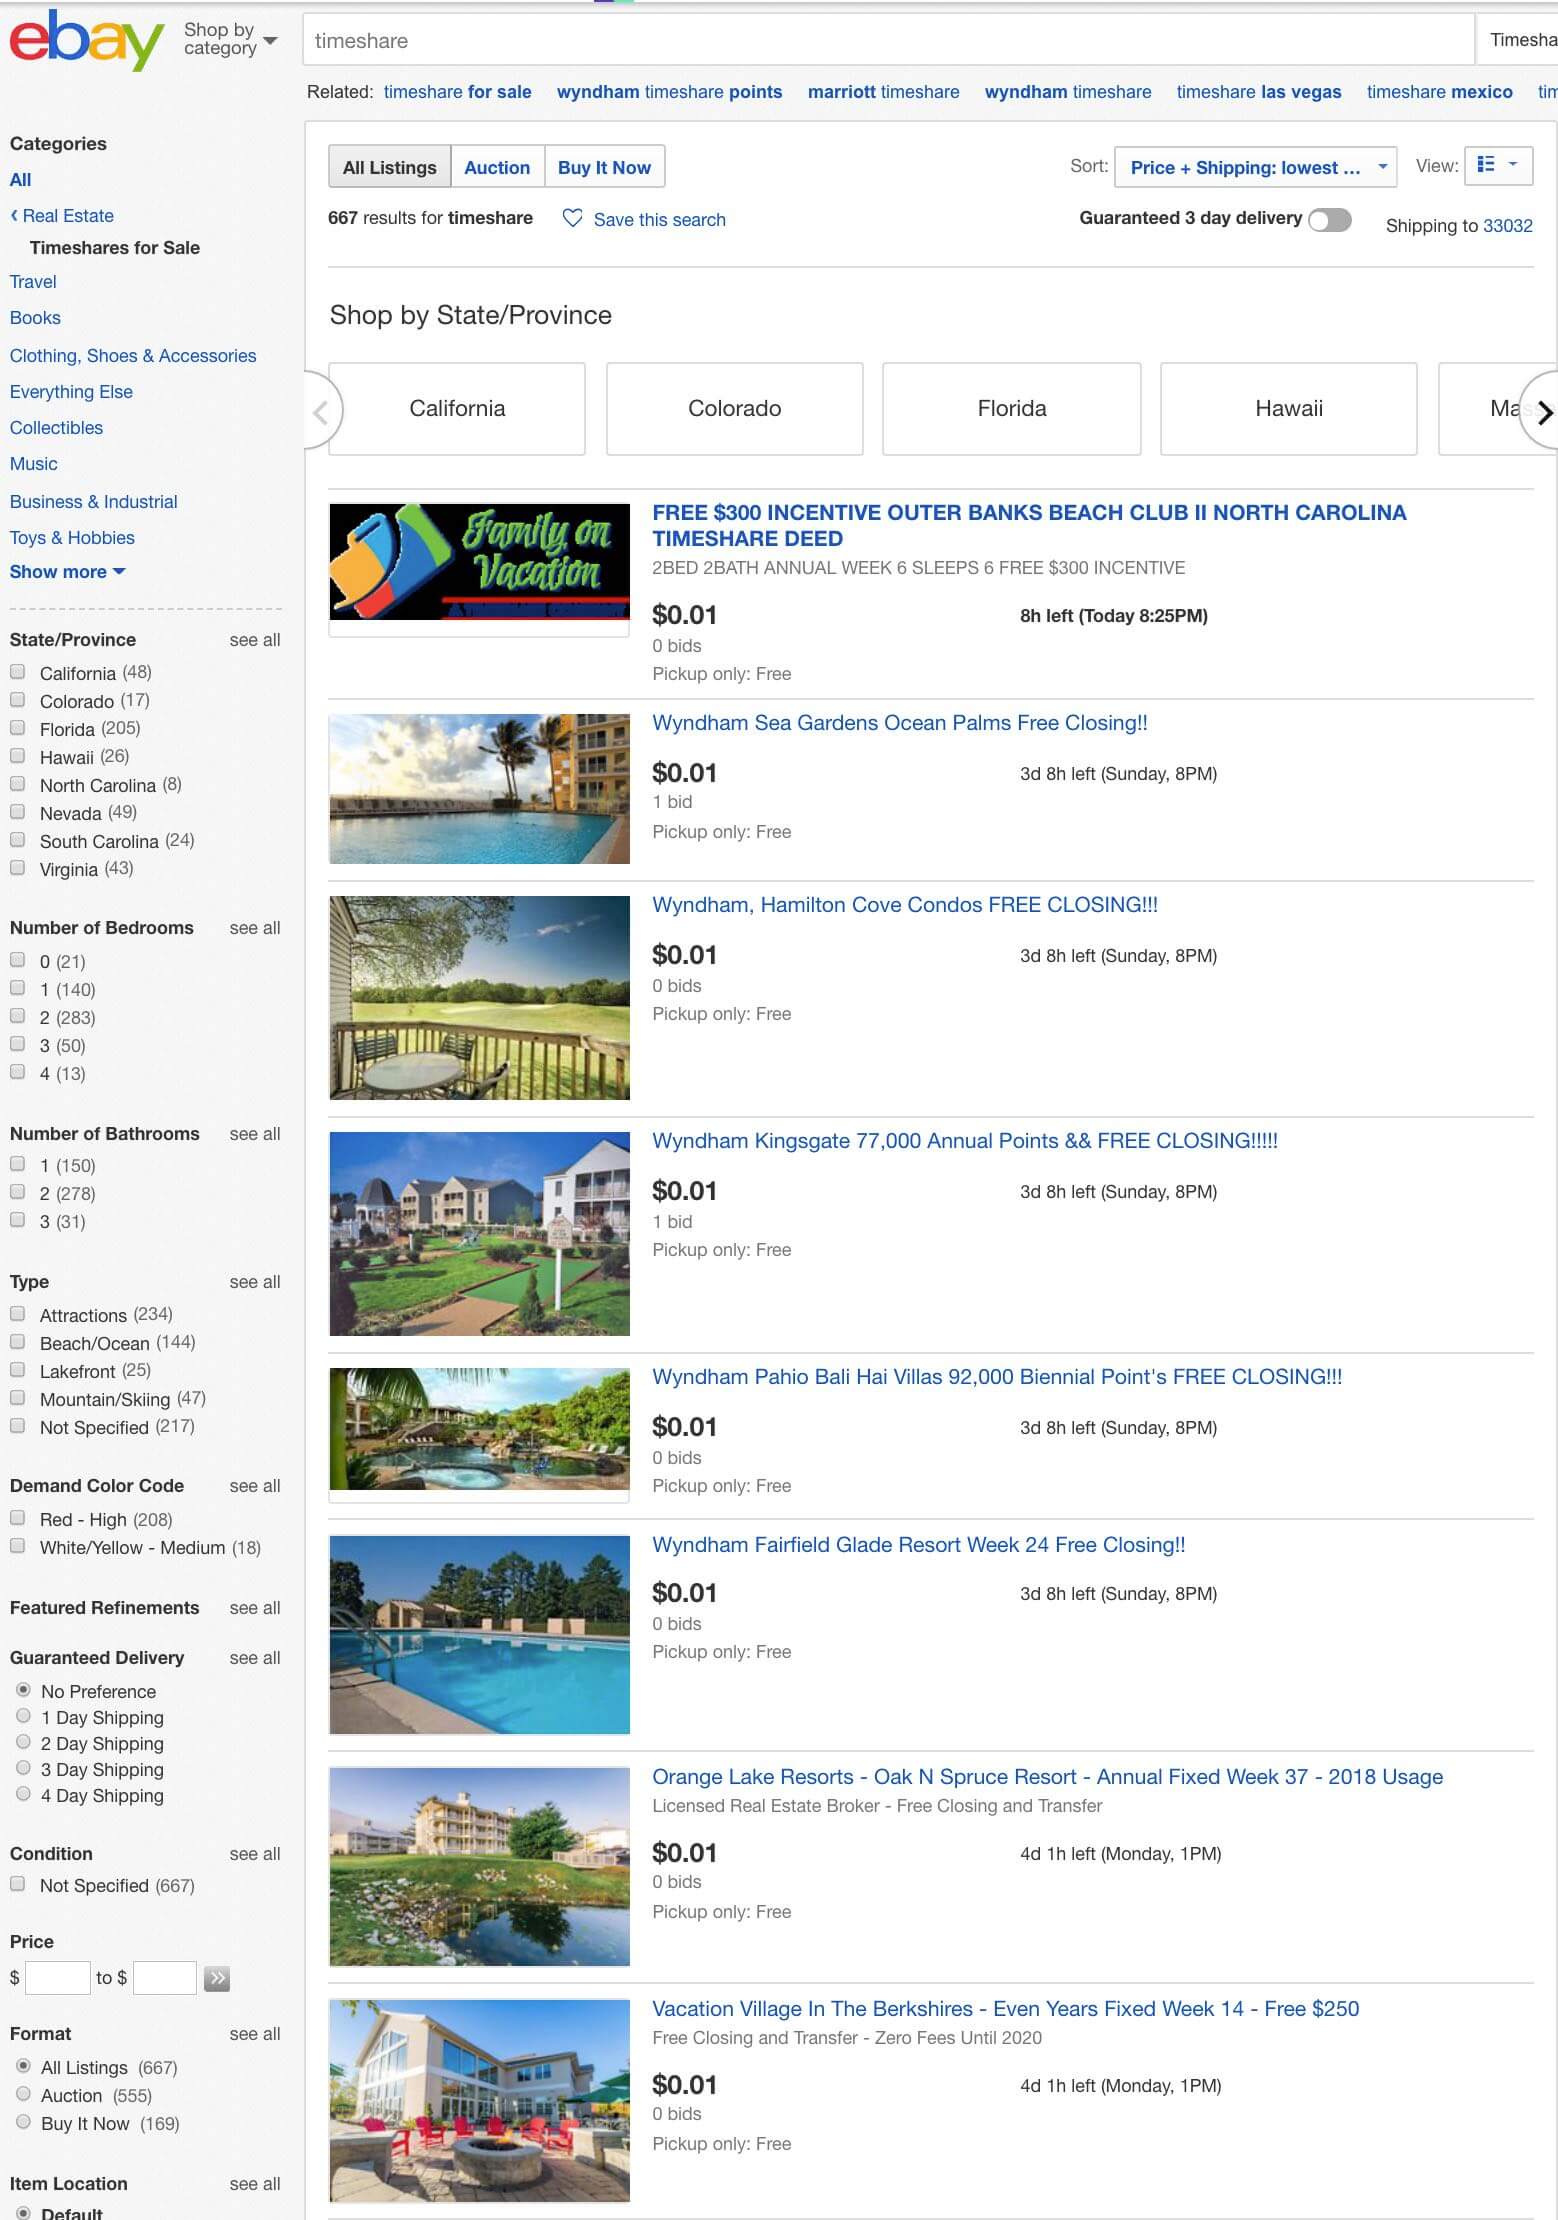 ebay
Shop by
category
timeshare
Timesha
Related: timeshare for sale wyndham timeshare points marriott timeshare wyndham timeshare timeshare las vegas timeshare mexico tim
Categories
All
Real Estate
Timeshares for Sale
Travel
Books
Clothing, Shoes & Accessories
Everything Else
Collectibles
Music
Business & Industrial
Toys & Hobbies
Show more
State/Province see all
California (48)
Colorado (17)
Florida (205)
Hawaii (26)
North Carolina (8)
Nevada (49)
South Carolina (24)
Virginia (43)
Number of Bedrooms see all
0 (21)
1 (140)
2 (283)
3 (50)
4 (13)
Number of Bathrooms see all
1 (150)
2 (278)
3 (31)
Type see all
Attractions (234)
Beach/Ocean (144)
Lakefront (25)
Mountain/Skiing (47)
Not Specified (217)
Demand Color Code see all
Red - High (208)
White/Yellow - Medium (18)
Featured Refinements see all
Guaranteed Delivery see all
No Preference
1 Day Shipping
2 Day Shipping
3 Day Shipping
4 Day Shipping
Condition see all
Not Specified (667)
Price
$ to $
Format see all
All Listings (667)
Auction (555)
Buy It Now (169)
Item Location see all
Default
All Listings Auction Buy It Now
Sort: Price + Shipping: lowest ... View:
667 results for timeshare Save this search
Guaranteed 3 day delivery
Shipping to 33032
Shop by State/Province
California Colorado Florida Hawaii Mass
Family on
Vacation
FREE $300 INCENTIVE OUTER BANKS BEACH CLUB II NORTH CAROLINA
TIMESHARE DEED
2BED 2BATH ANNUAL WEEK 6 SLEEPS 6 FREE $300 INCENTIVE
$0.01 8h left (Today 8:25PM)
0 bids
Pickup only: Free
Wyndham Sea Gardens Ocean Palms Free Closing!!
$0.01 3d 8h left (Sunday, 8PM)
1 bid
Pickup only: Free
Wyndham, Hamilton Cove Condos FREE CLOSING!!!
$0.01 3d 8h left (Sunday, 8PM)
0 bids
Pickup only: Free
Wyndham Kingsgate 77,000 Annual Points && FREE CLOSING!!!!!
$0.01 3d 8h left (Sunday, 8PM)
1 bid
Pickup only: Free
Wyndham Pahio Bali Hai Villas 92,000 Biennial Point's FREE CLOSING!!!
$0.01 3d 8h left (Sunday, 8PM)
0 bids
Pickup only: Free
Wyndham Fairfield Glade Resort Week 24 Free Closing!!
$0.01 3d 8h left (Sunday, 8PM)
0 bids
Pickup only: Free
Orange Lake Resorts - Oak N Spruce Resort - Annual Fixed Week 37 - 2018 Usage
Licensed Real Estate Broker - Free Closing and Transfer
$0.01 4d 1h left (Monday, 1PM)
0 bids
Pickup only: Free
Vacation Village In The Berkshires - Even Years Fixed Week 14 - Free $250
Free Closing and Transfer - Zero Fees Until 2020
$0.01 4d 1h left (Monday, 1PM)
0 bids
Pickup only: Free